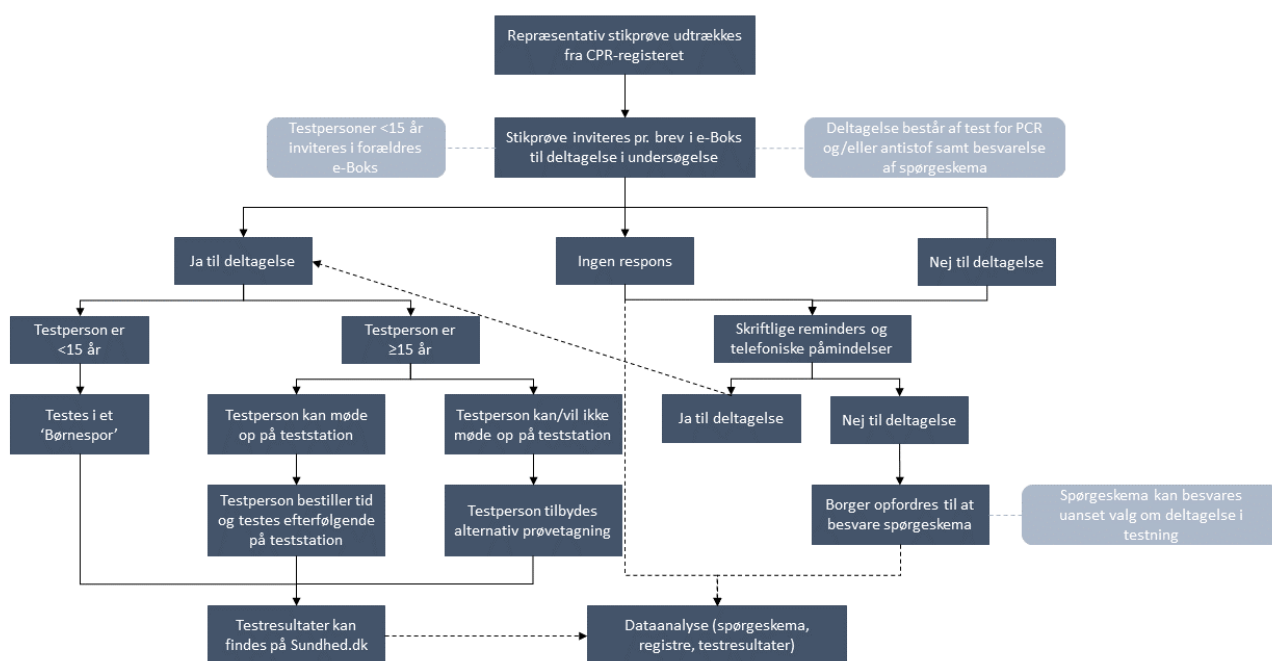 Repræsentativ stikprøve udtrækkes
fra CPR-registeret
Testpersoner <15 år
inviteres i forældres
e-Boks
Stikprøve inviteres pr. brev i e-Boks
til deltagelse i undersøgelse
Deltagelse består af test for PCR
og/eller antistof samt besvarelse
af spørgeskema
Ja til deltagelse
Ingen respons
Nej til deltagelse
Testperson er
<15 år
Testperson er
≥15 år
Skriftlige reminders og
telefoniske påmindelser
Testes i et
‘Børnespor’
Testperson kan møde
op på teststation
Testperson kan/vil ikke
møde op på teststation
Ja til deltagelse
Nej til deltagelse
Testperson bestiller tid
og testes efterfølgende
på teststation
Testperson tilbydes
alternativ prøvetagning
Borger opfordres til at
besvare spørgeskema
Spørgeskema kan besvares
uanset valg om deltagelse i
testning
Testresultater kan
findes på Sundhed.dk
Dataanalyse (spørgeskema,
registre, testresultater)